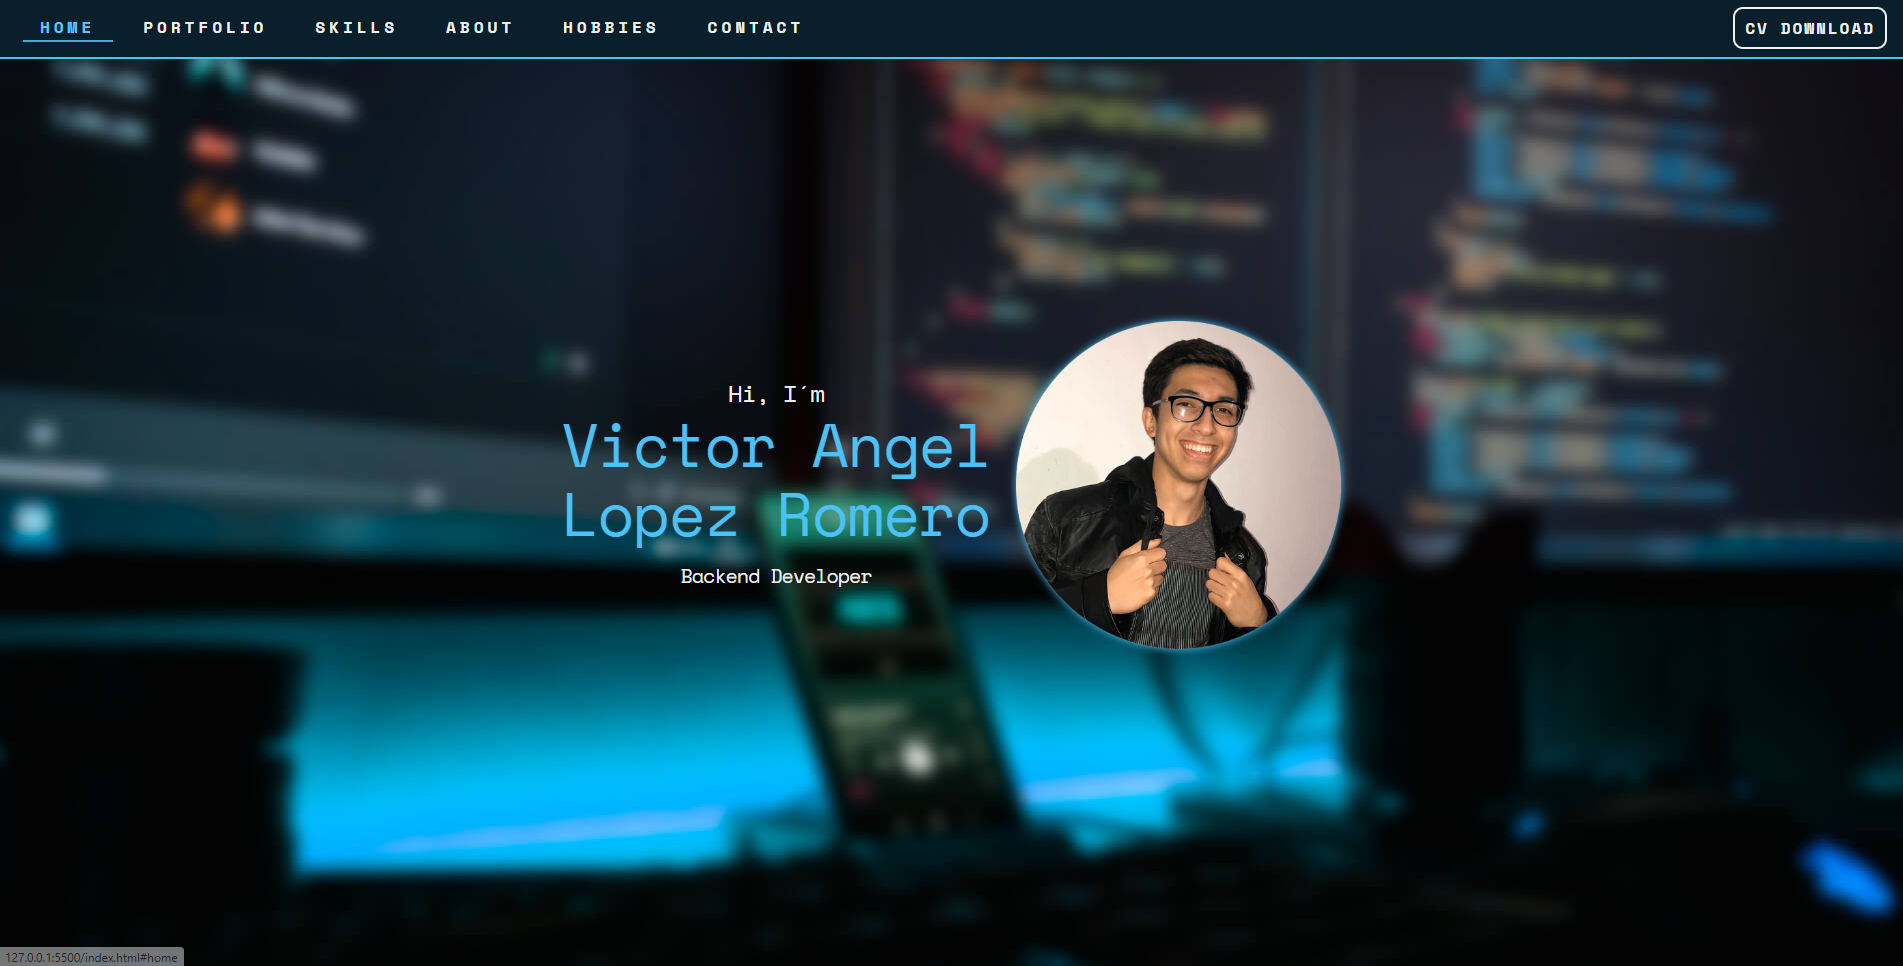 HOME PORTFOLIO SKILLS ABOUT HOBBIES CONTACT CV DOWNLOAD
Hi, I´m
Victor Angel
Lopez Romero
Backend Developer
127.0.0.1:5500/index.html#home